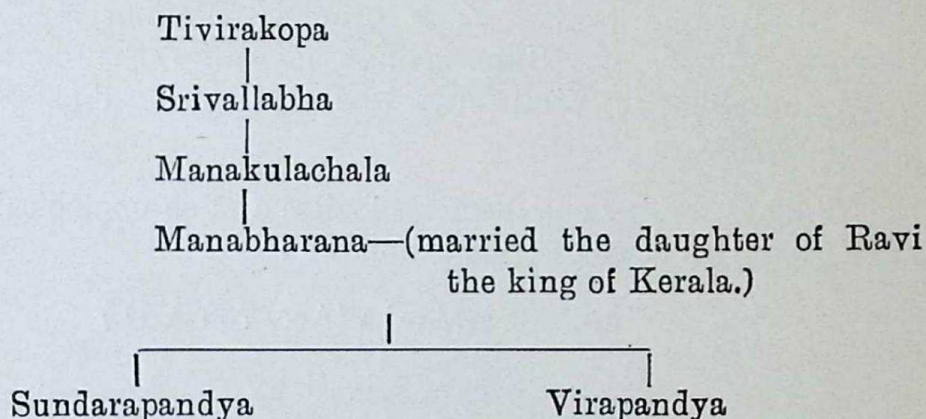 Tivirakopa
Srivallabha
Manakulachala
Manabharana—(married the daughter of Ravi
the king of Kerala.)
Sundarapandya Virapandya